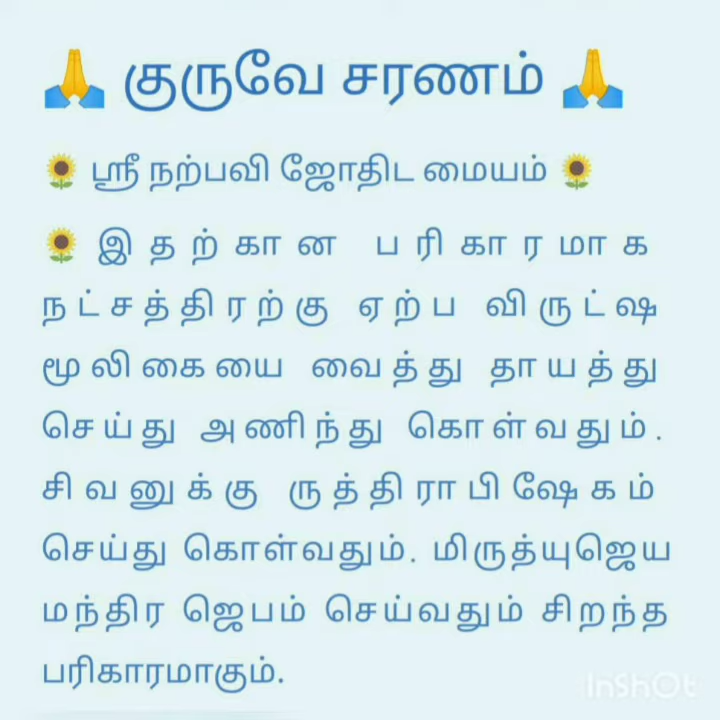 🙏 குருவே சரணம் 🙏
🌻 ஸ்ரீ நற்பவி ஜோதிட மையம் 🌻
🌻 இதற்கான பரிகாரமாக
நட்சத்திரற்கு ஏற்ப விருட்ஷ
மூலிகையை வைத்து தாயத்து
செய்து அணிந்து கொள்வதும்.
சிவனுக்கு ருத்திராபிஷேகம்
செய்து கொள்வதும். மிருத்யுஜெய
மந்திர ஜெபம் செய்வதும் சிறந்த
பரிகாரமாகும்.
InShOt